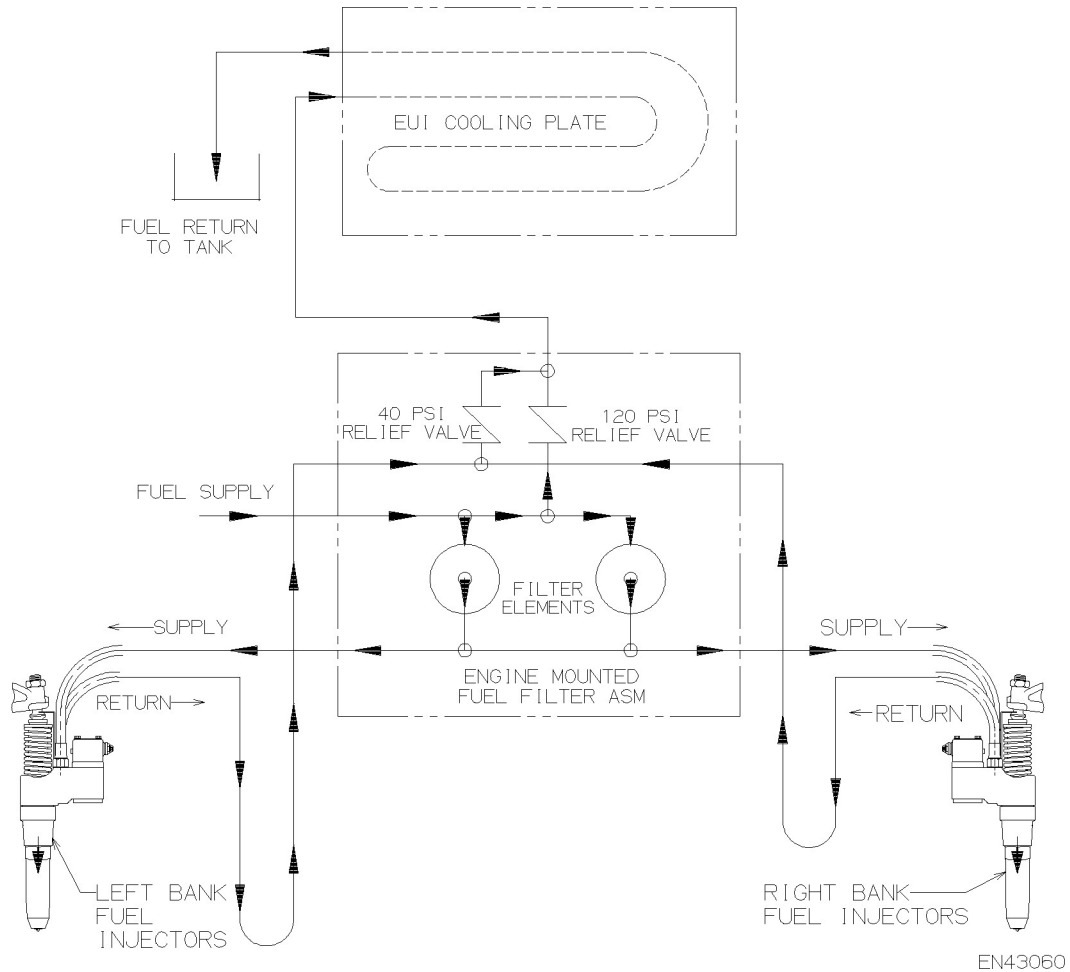 EUI COOLING PLATE
FUEL RETURN
TO TANK
40 PSI
RELIEF VALVE
120 PSI
RELIEF VALVE
FUEL SUPPLY
FILTER
ELEMENTS
SUPPLY
SUPPLY
ENGINE MOUNTED
FUEL FILTER ASM
RETURN
RETURN
LEFT BANK
FUEL
INJECTORS
RIGHT BANK
FUEL INJECTORS
EN43060